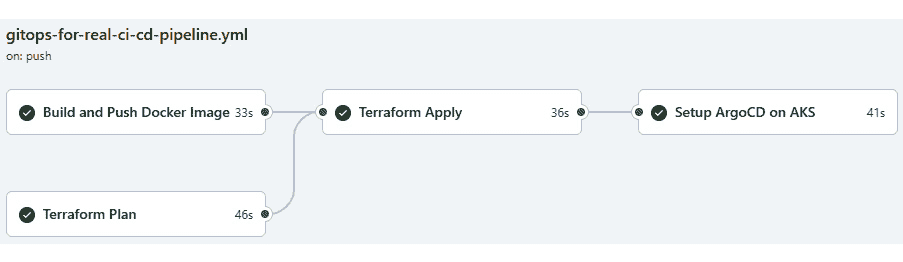 gitops-for-real-ci-cd-pipeline.yml
on: push
Build and Push Docker Image 33s
Terraform Apply 36s
Setup ArgoCD on AKS 41s
Terraform Plan 46s